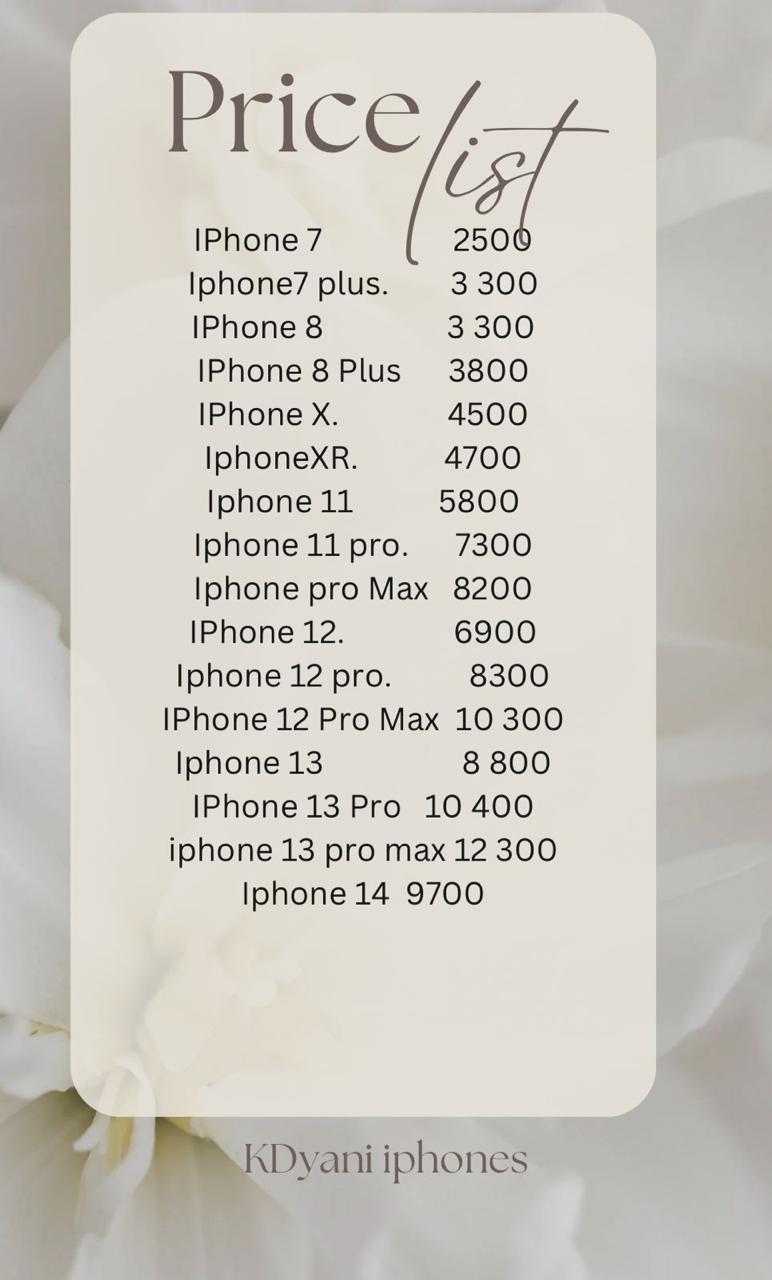 Price list
IPhone 7 2500
Iphone7 plus. 3 300
IPhone 8 3 300
IPhone 8 Plus 3800
IPhone X. 4500
IphoneXR. 4700
Iphone 11 5800
Iphone 11 pro. 7300
Iphone pro Max 8200
IPhone 12. 6900
Iphone 12 pro. 8300
IPhone 12 Pro Max 10 300
Iphone 13 8 800
IPhone 13 Pro 10 400
iphone 13 pro max 12 300
Iphone 14 9700
KDyani iphones